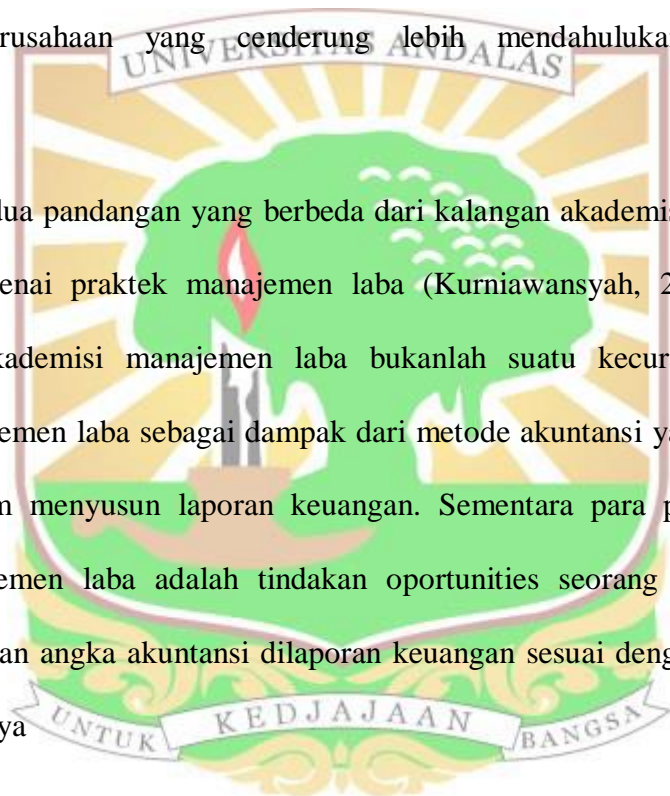 rusahaan yang cenderung lebih mendahuluka
UNIVERSITAS ANDALAS
dua pandangan yang berbeda dari kalangan akademis
enai praktek manajemen laba (Kurniawansyah, 2
kademisi manajemen laba bukanlah suatu kecur
emen laba sebagai dampak dari metode akuntansi ya
n menyusun laporan keuangan. Sementara para p
emen laba adalah tindakan oportunities seorang
an angka akuntansi dilaporan keuangan sesuai deng
ya
UNTUK KEDJAJAAN BANGSA